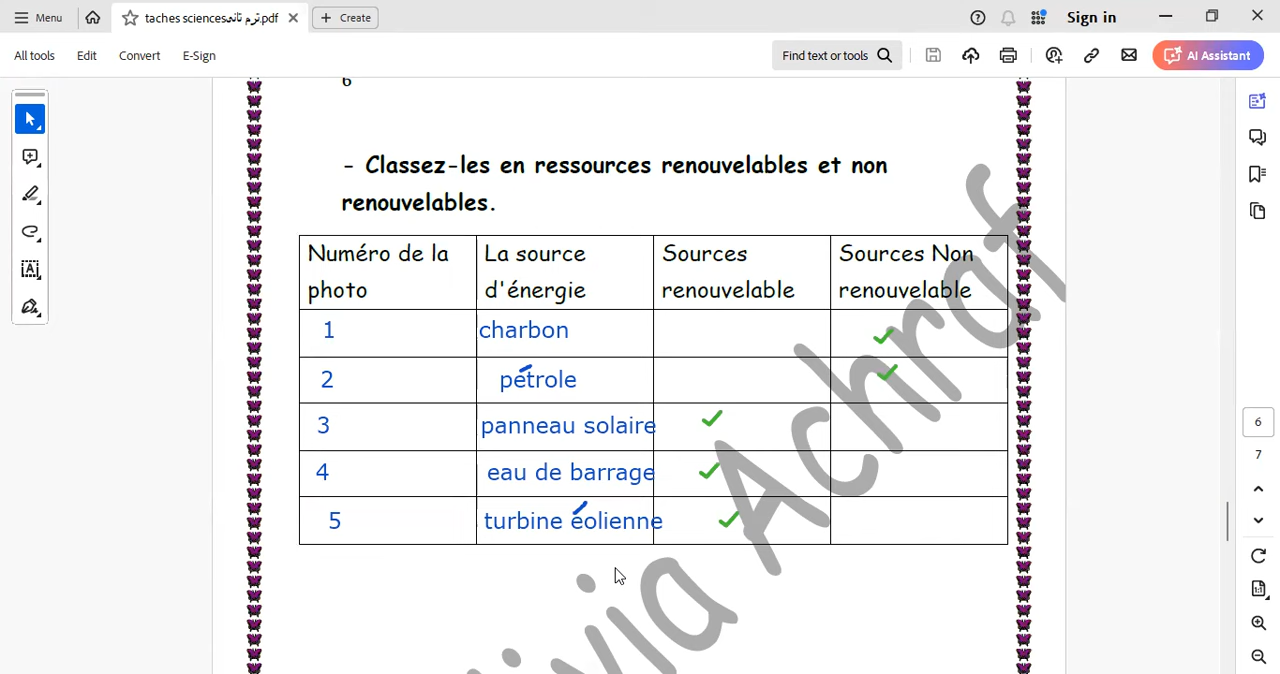 Menu
taches sciencesترم تانى.pdf
Create
Sign in
All tools
Edit
Convert
E-Sign
Find text or tools
AI Assistant
6
- Classez-les en ressources renouvelables et non
renouvelables.
Numéro de la photo
La source d'énergie
Sources renouvelable
Sources Non renouvelable
1 charbon
2 pétrole
3 panneau solaire
4 eau de barrage
5 turbine éolienne
Achraf
6
7